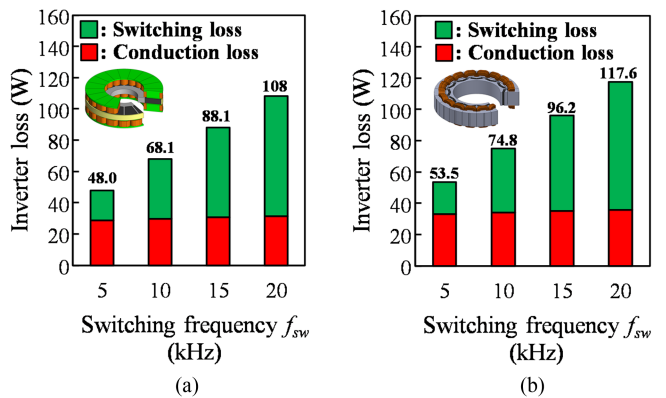 160
140
120
100
80
60
40
20
0
Inverter loss (W)
: Switching loss
: Conduction loss
48.0
68.1
88.1
108
5 10 15 20
Switching frequency fsw
(kHz)
(a)
160
140
120
100
80
60
40
20
0
Inverter loss (W)
: Switching loss
: Conduction loss
53.5
74.8
96.2
117.6
5 10 15 20
Switching frequency fsw
(kHz)
(b)